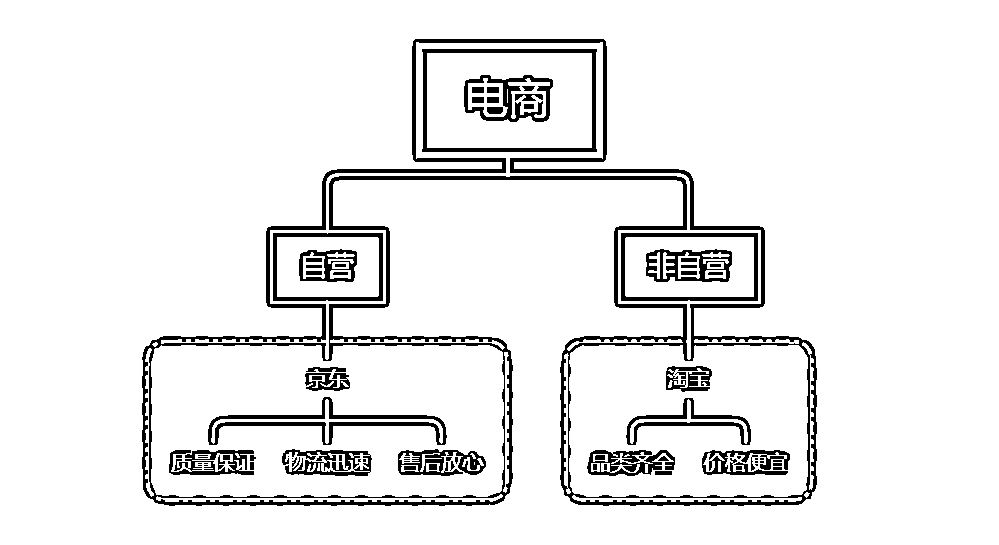 电商
自营
非自营
京东
淘宝
质量保证 物流迅速 售后放心
品类齐全 价格便宜